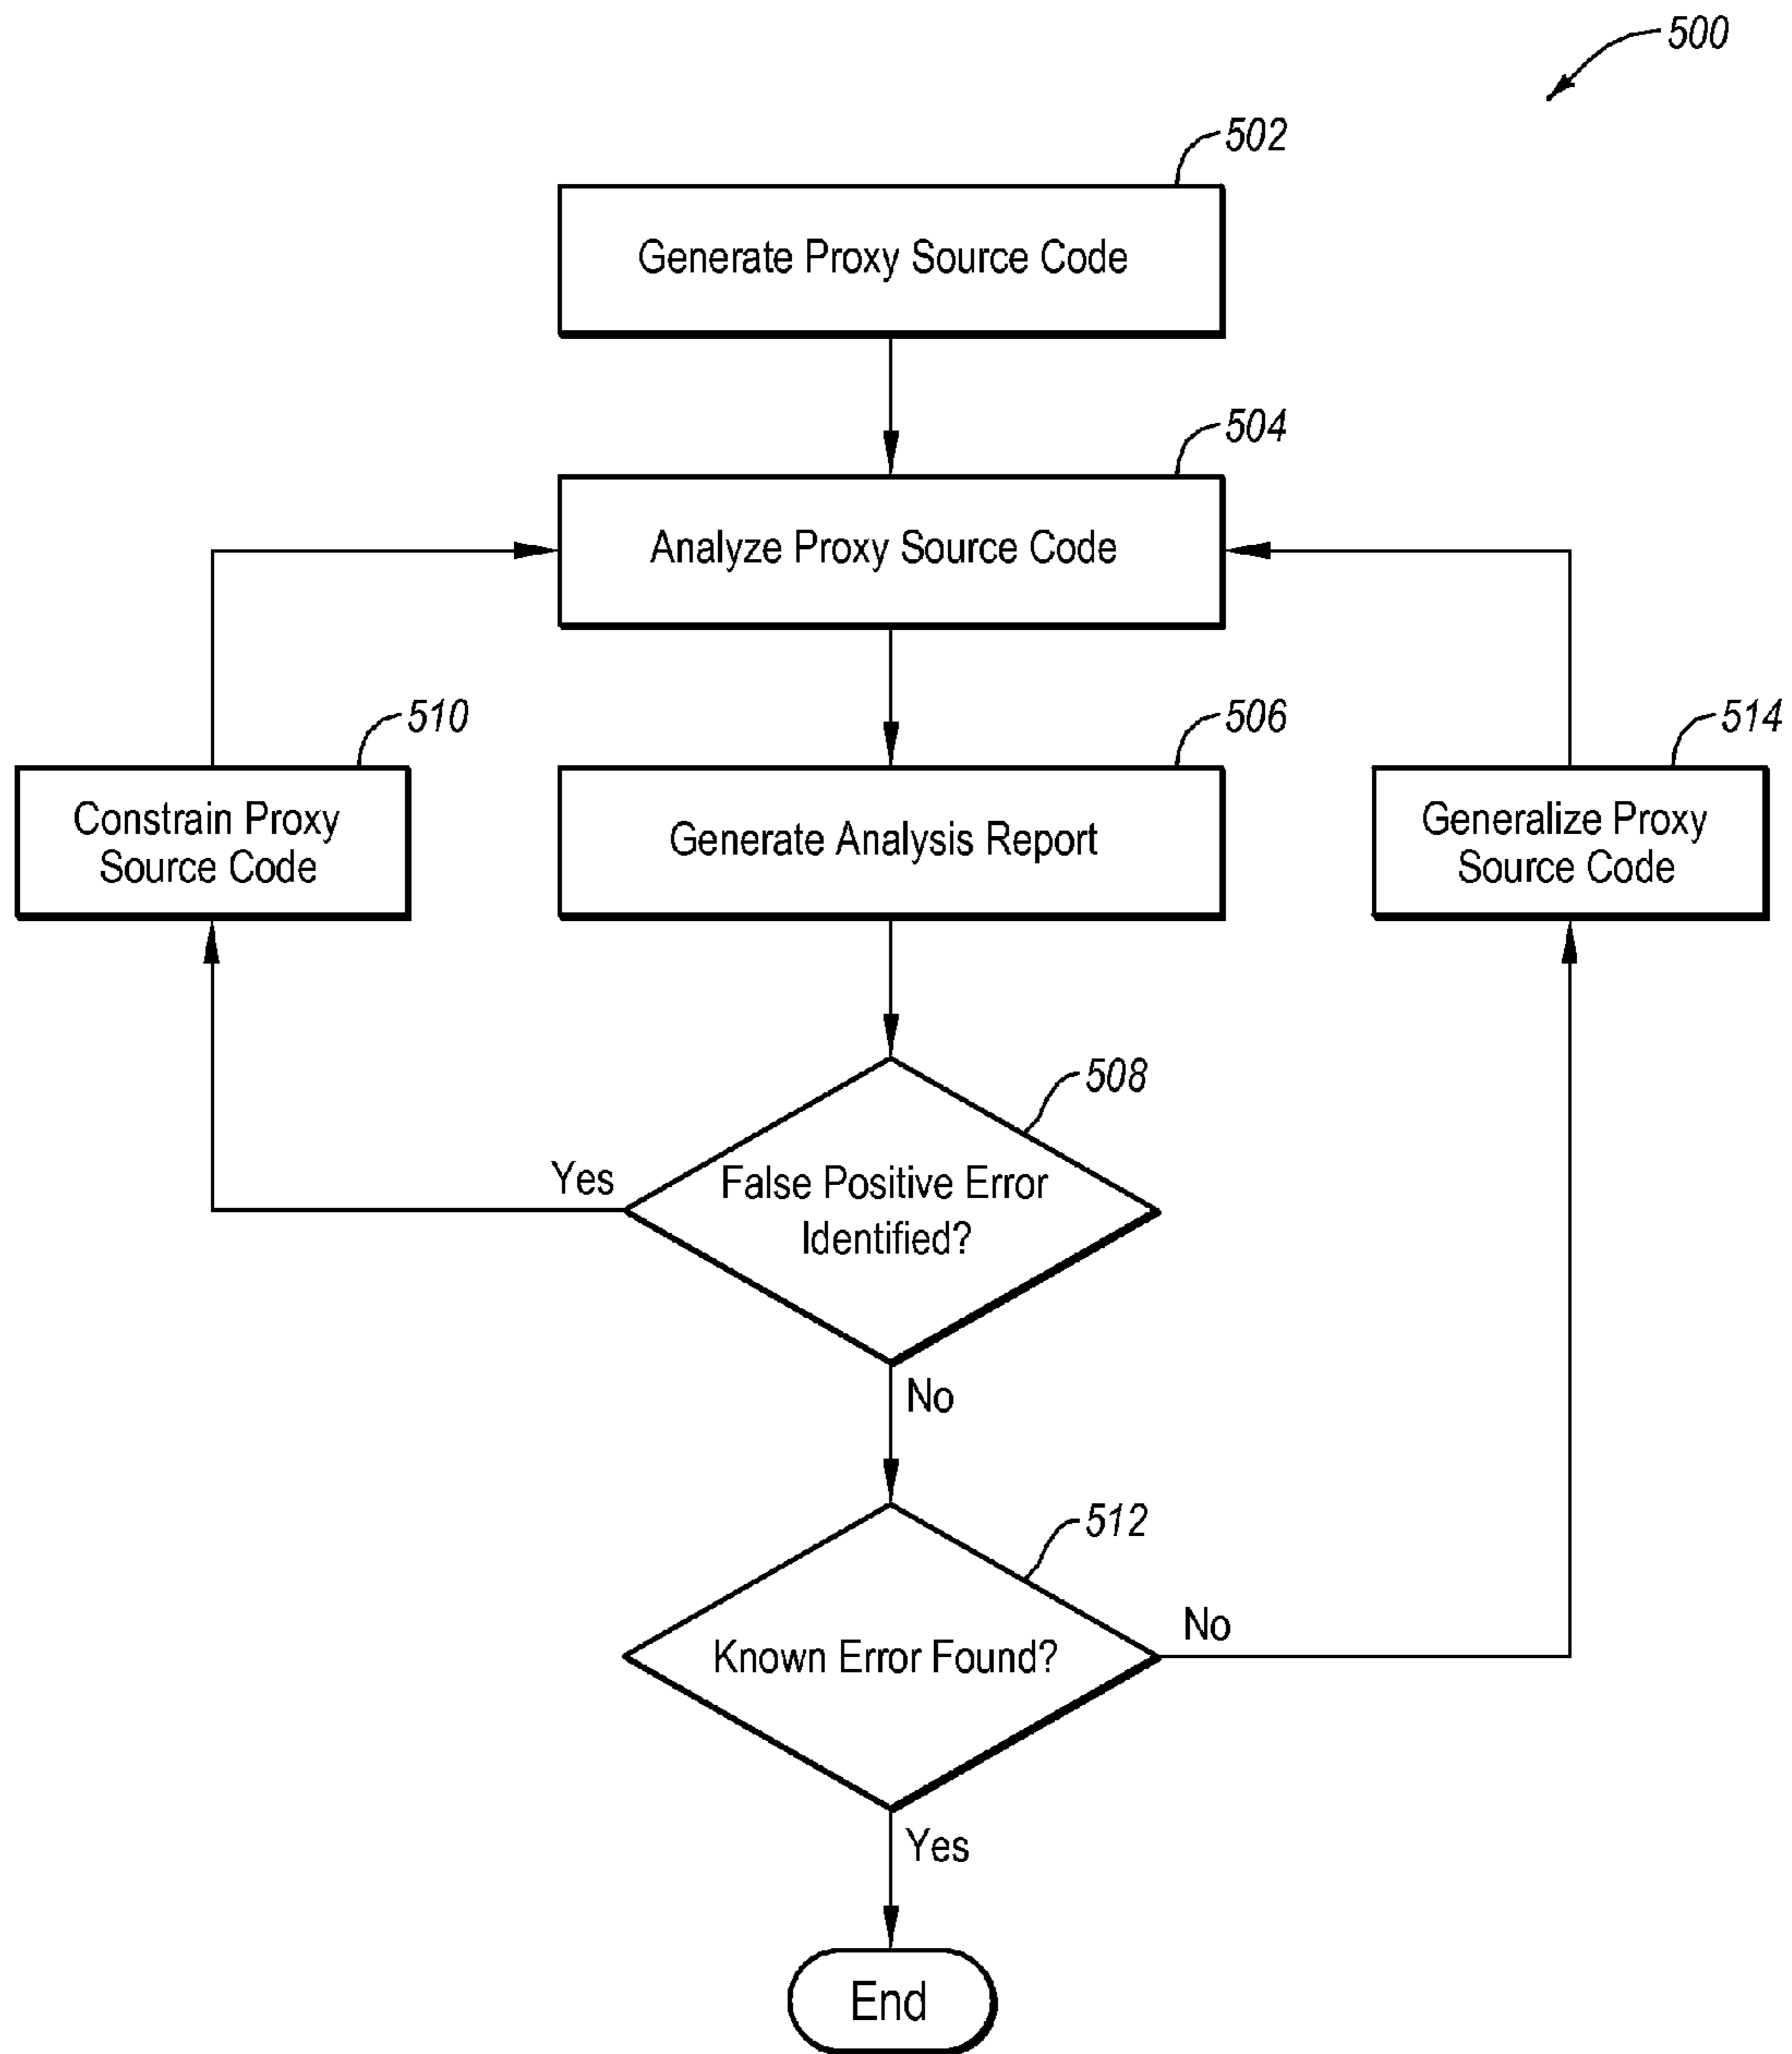 500
502
Generate Proxy Source Code
504
Analyze Proxy Source Code
510
506
514
Constrain Proxy
Source Code
Generate Analysis Report
Generalize Proxy
Source Code
508
Yes
False Positive Error
Identified?
No
512
No
Known Error Found?
Yes
End